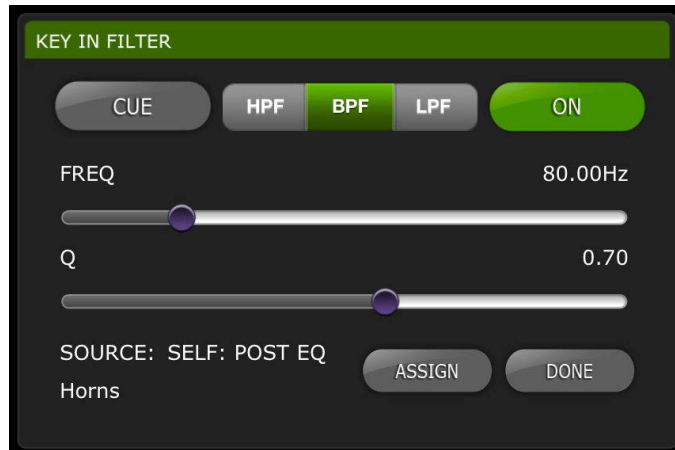 KEY IN FILTER
CUE HPF BPF LPF ON
FREQ 80.00Hz
Q 0.70
SOURCE: SELF: POST EQ
Horns
ASSIGN DONE